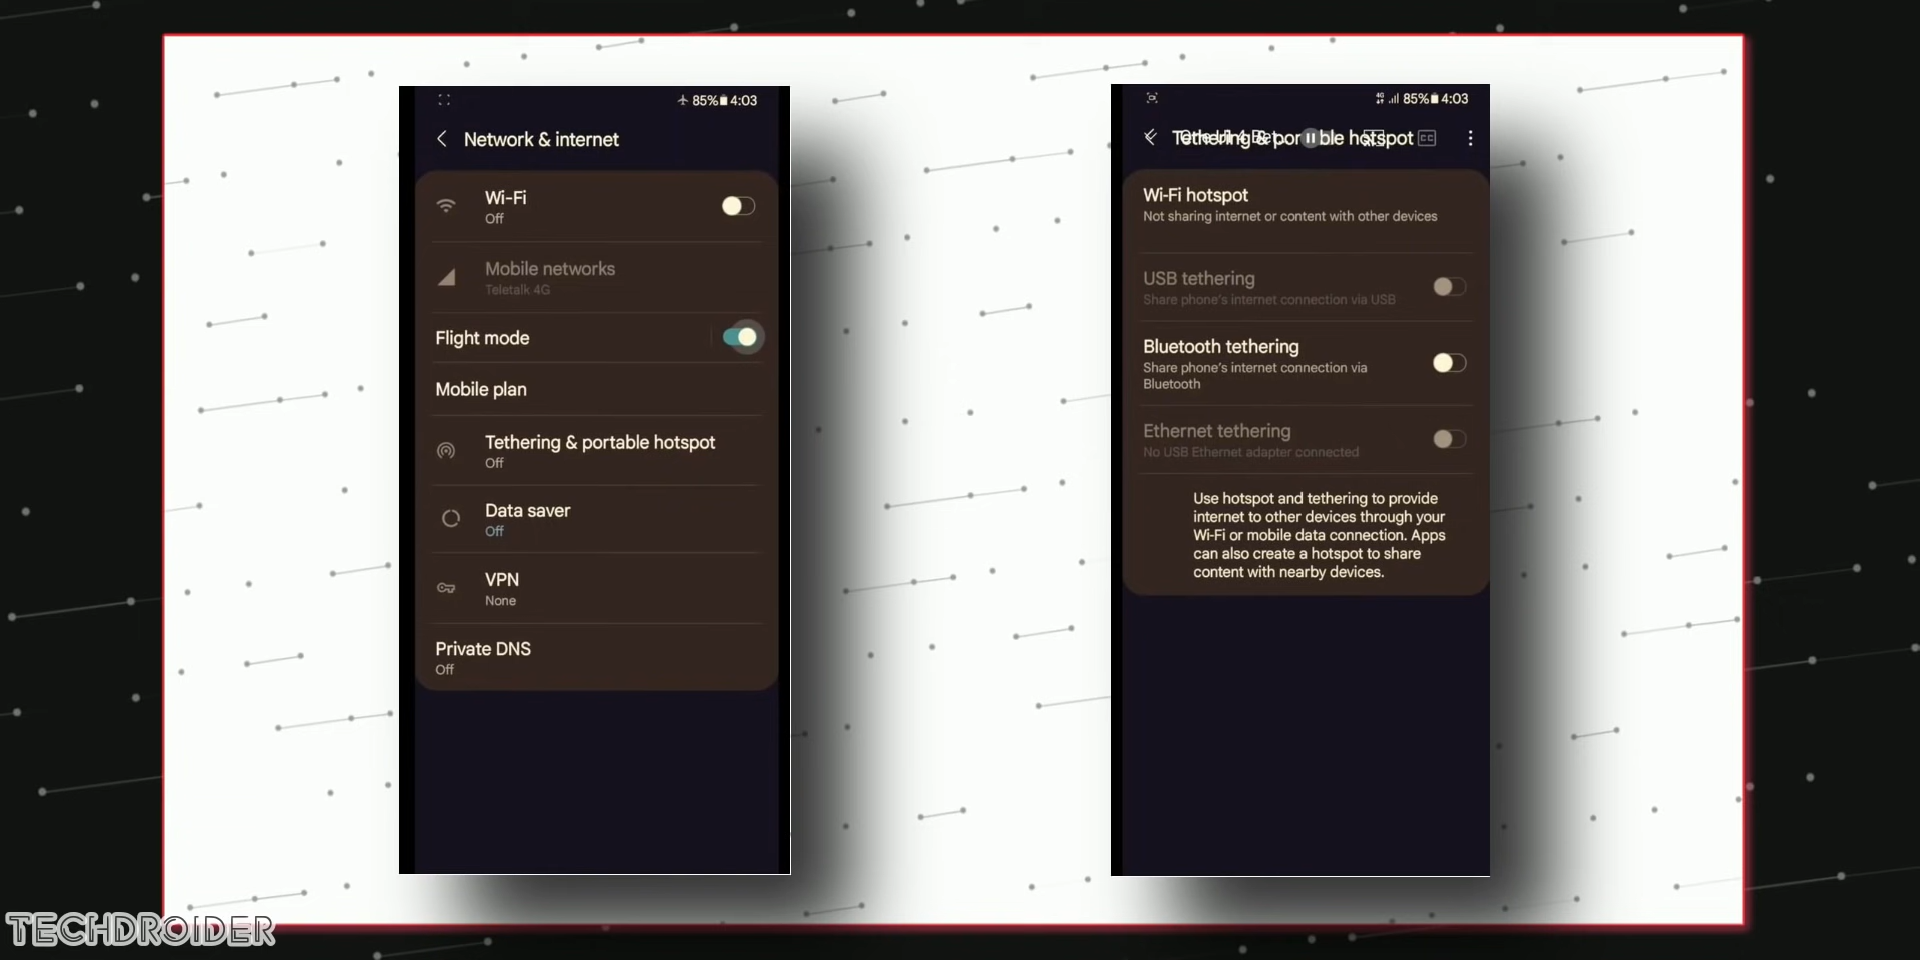 85% 4:03
Network & internet
Wi-Fi
Off
Mobile networks
Teletalk 4G
Flight mode
Mobile plan
Tethering & portable hotspot
Off
Data saver
Off
VPN
None
Private DNS
Off
4G 85% 4:03
Tethering & portable hotspot
CC
Wi-Fi hotspot
Not sharing internet or content with other devices
USB tethering
Share phone's internet connection via USB
Bluetooth tethering
Share phone's internet connection via
Bluetooth
Ethernet tethering
No USB Ethernet adapter connected
Use hotspot and tethering to provide
internet to other devices through your
Wi-Fi or mobile data connection. Apps
can also create a hotspot to share
content with nearby devices.
TECHDROIDER